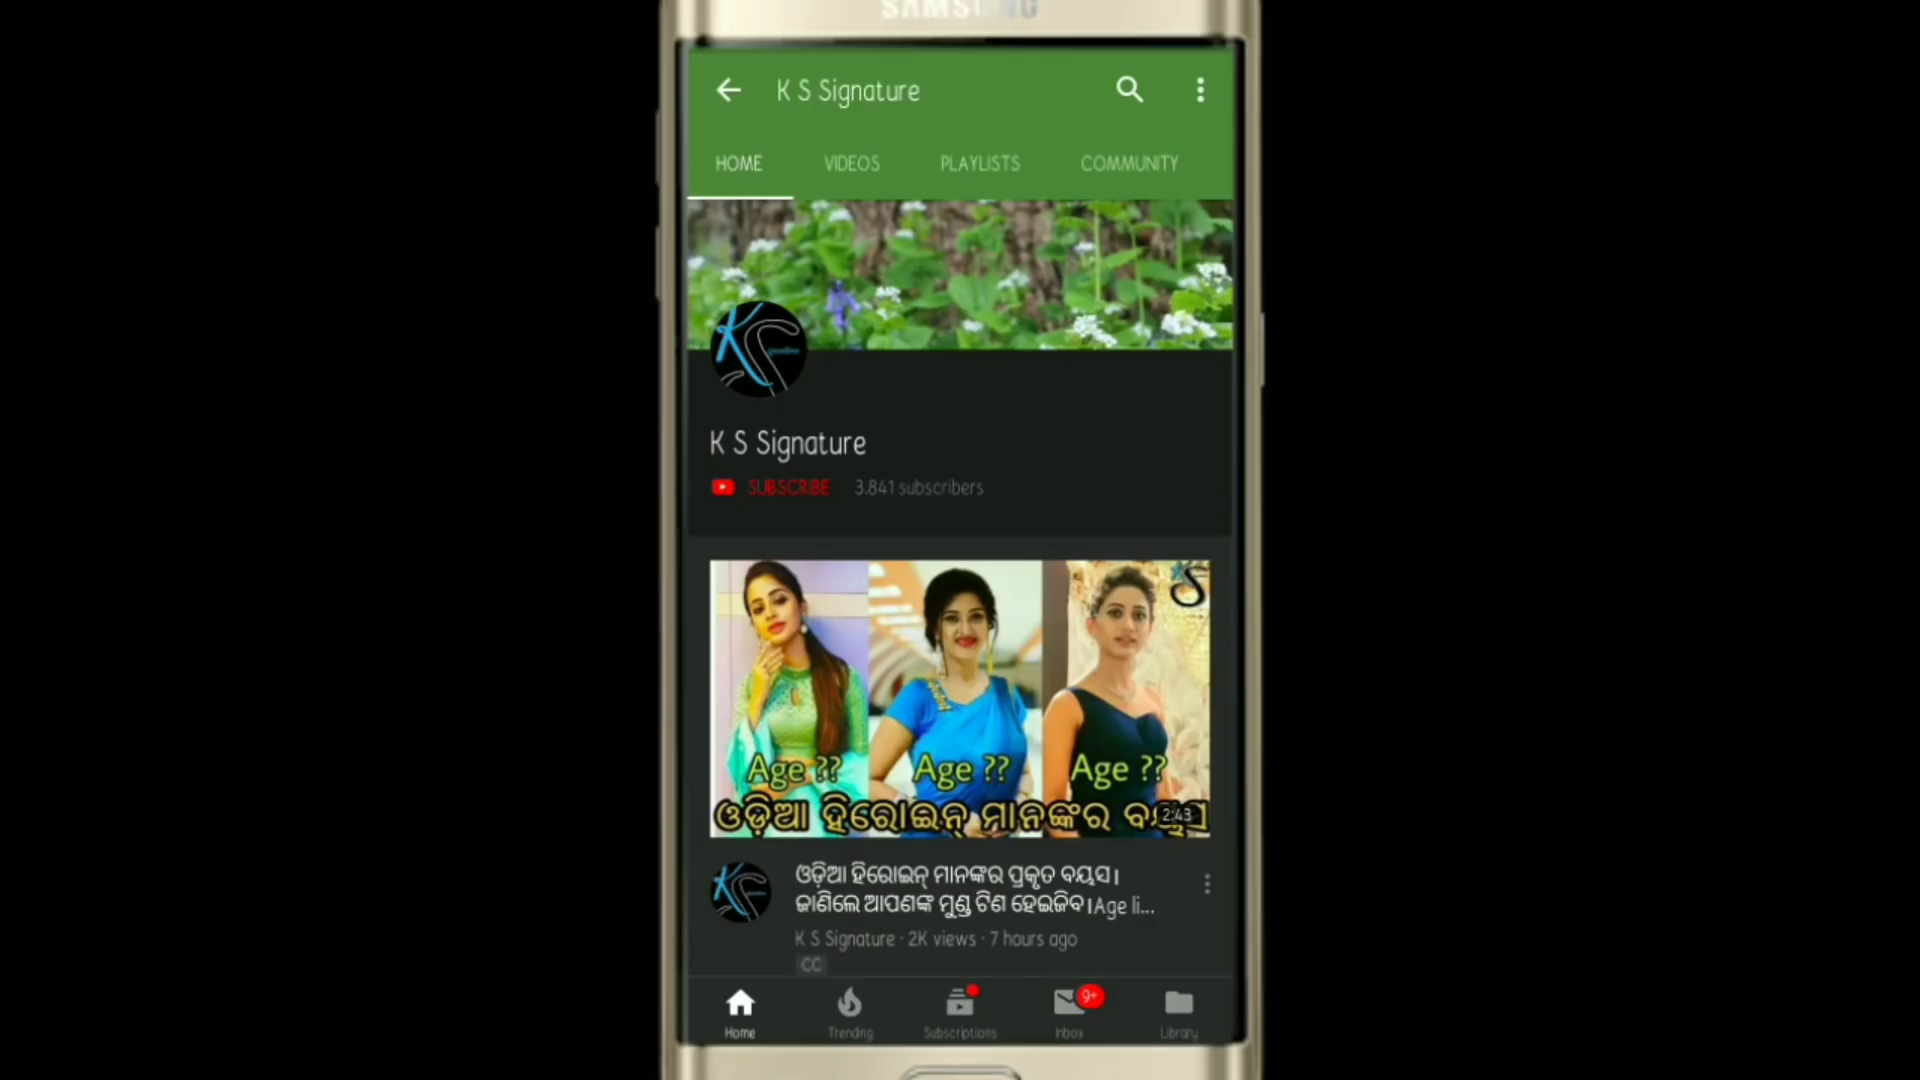 SAMSUNG
K S Signature
HOME VIDEOS PLAYLISTS COMMUNITY
K S Signature
SUBSCRIBE 3.841 subscribers
Age ?? Age ?? Age ??
ଓଡ଼ିଆ ହିରୋଇନ୍ ମାନଙ୍କର ବୟସ
2:43
ଓଡ଼ିଆ ହିରୋଇନ୍ ମାନଙ୍କର ପ୍ରକୃତ ବୟସ।
ଜାଣିଲେ ଆପଣଙ୍କ ମୁଣ୍ଡ ଟିଣ ହେଇଜିବ।Age li...
K S Signature · 2K views · 7 hours ago
CC
9+
Home Trending Subscriptions Inbox Library